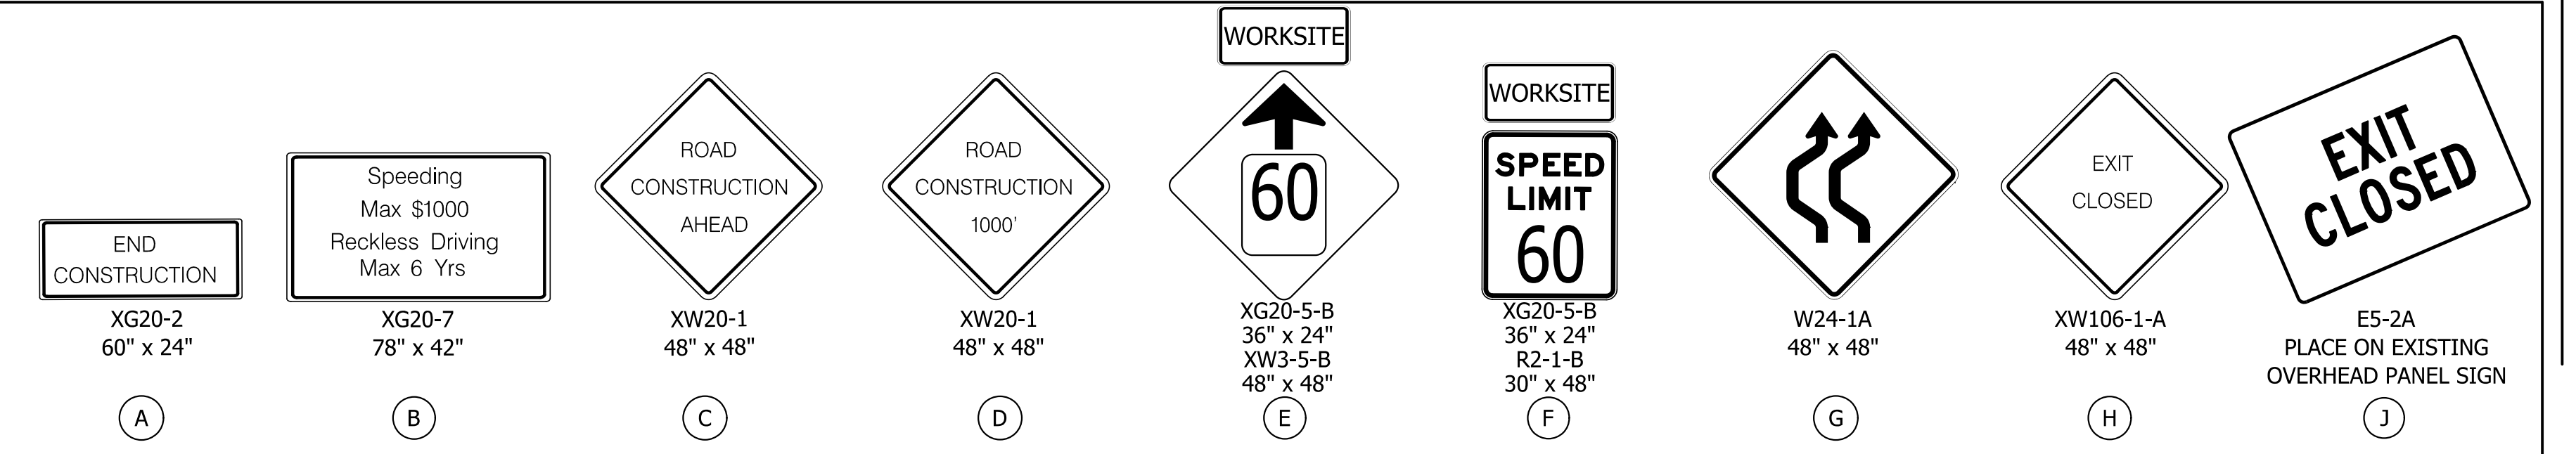 END
CONSTRUCTION
XG20-2
60" x 24"
A
Speeding
Max $1000
Reckless Driving
Max 6 Yrs
XG20-7
78" x 42"
B
ROAD
CONSTRUCTION
AHEAD
XW20-1
48" x 48"
C
ROAD
CONSTRUCTION
1000'
XW20-1
48" x 48"
D
WORKSITE
60
XG20-5-B
36" x 24"
XW3-5-B
48" x 48"
E
WORKSITE
SPEED
LIMIT
60
XG20-5-B
36" x 24"
R2-1-B
30" x 48"
F
W24-1A
48" x 48"
G
EXIT
CLOSED
XW106-1-A
48" x 48"
H
EXIT
CLOSED
E5-2A
PLACE ON EXISTING
OVERHEAD PANEL SIGN
J